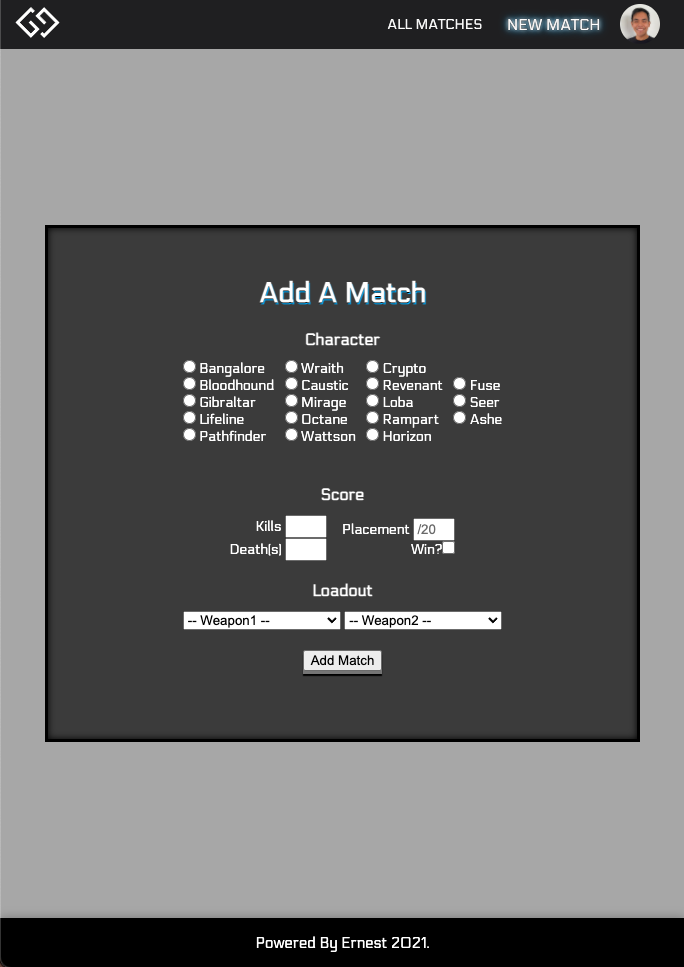 ALL MATCHES NEW MATCH
Add A Match
Character
Bangalore Wraith Crypto
Bloodhound Caustic Revenant Fuse
Gibraltar Mirage Loba Seer
Lifeline Octane Rampart Ashe
Pathfinder Wattson Horizon
Score
Kills Placement /20
Death(s) Win?
Loadout
-- Weapon1 -- -- Weapon2 --
Add Match
Powered By Ernest 2021.